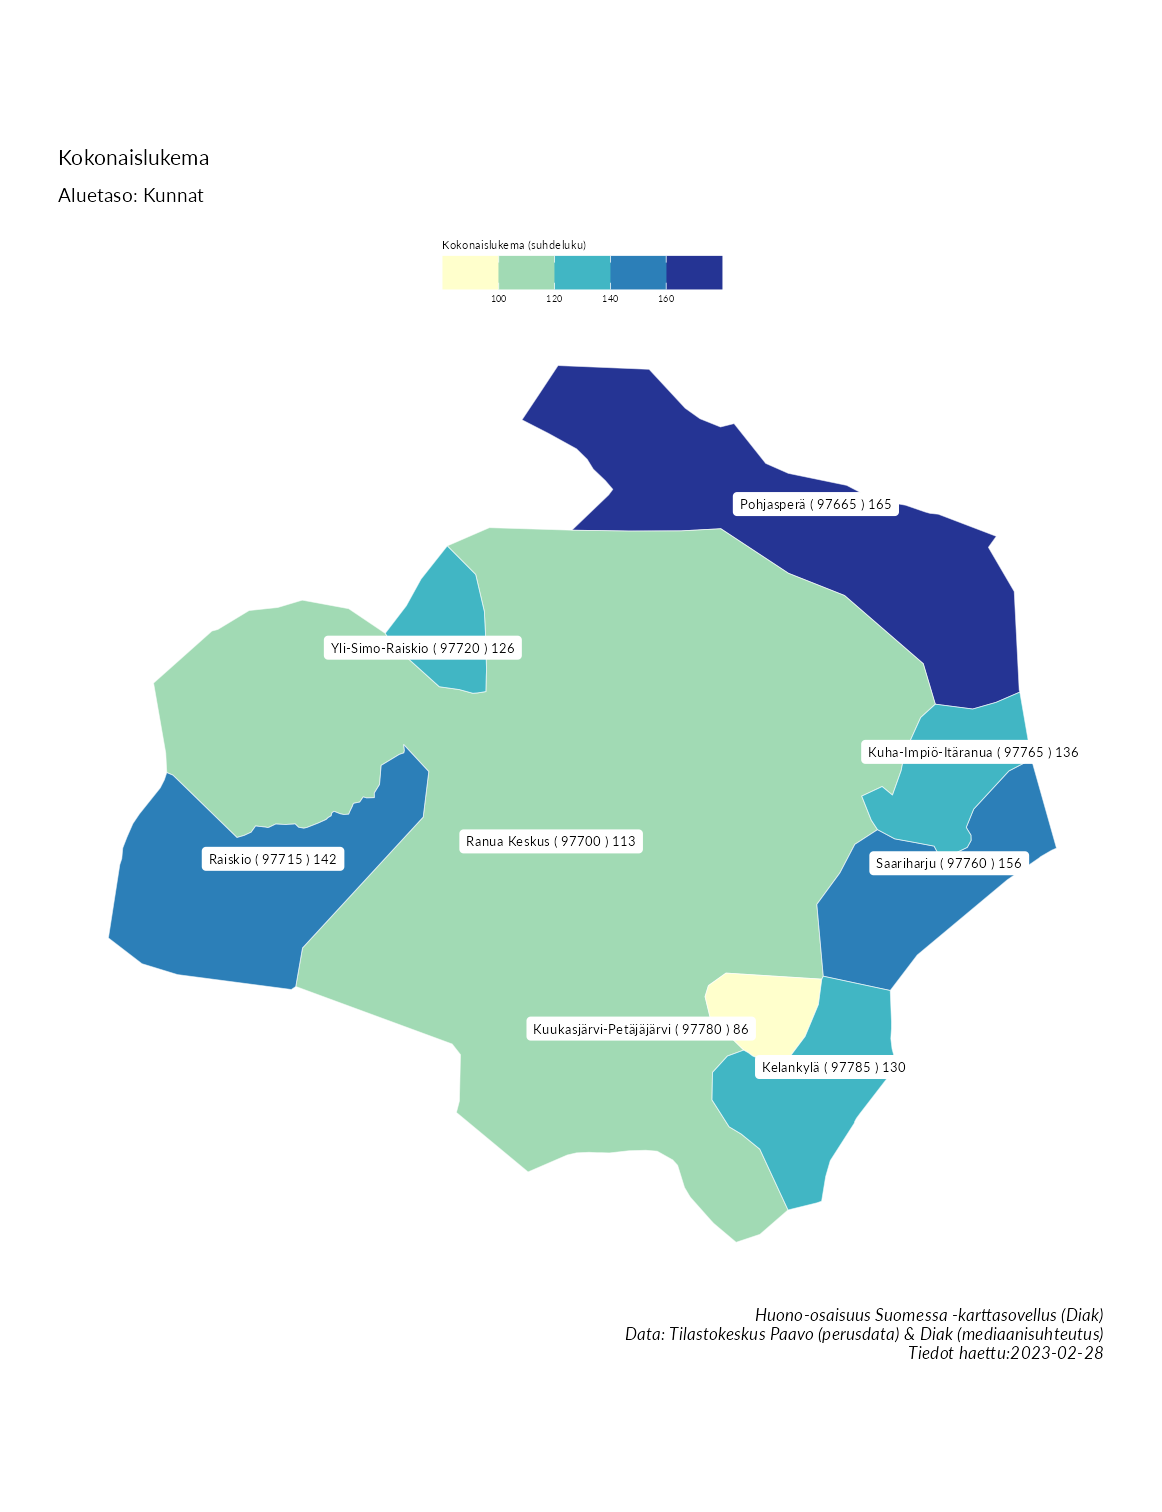 Kokonaislukema
Aluetaso: Kunnat
Kokonaislukema (suhdeluku)
100 120 140 160
Pohjasperä ( 97665 ) 165
Yli-Simo-Raiskio ( 97720 ) 126
Kuha-Impiö-Itäranua ( 97765 ) 136
Ranua Keskus ( 97700 ) 113
Raiskio ( 97715 ) 142
Saariharju ( 97760 ) 156
Kuukasjärvi-Petäjäjärvi ( 97780 ) 86
Kelankylä ( 97785 ) 130
Huono-osaisuus Suomessa -karttasovellus (Diak)
Data: Tilastokeskus Paavo (perusdata) & Diak (mediaanisuhteutus)
Tiedot haettu:2023-02-28